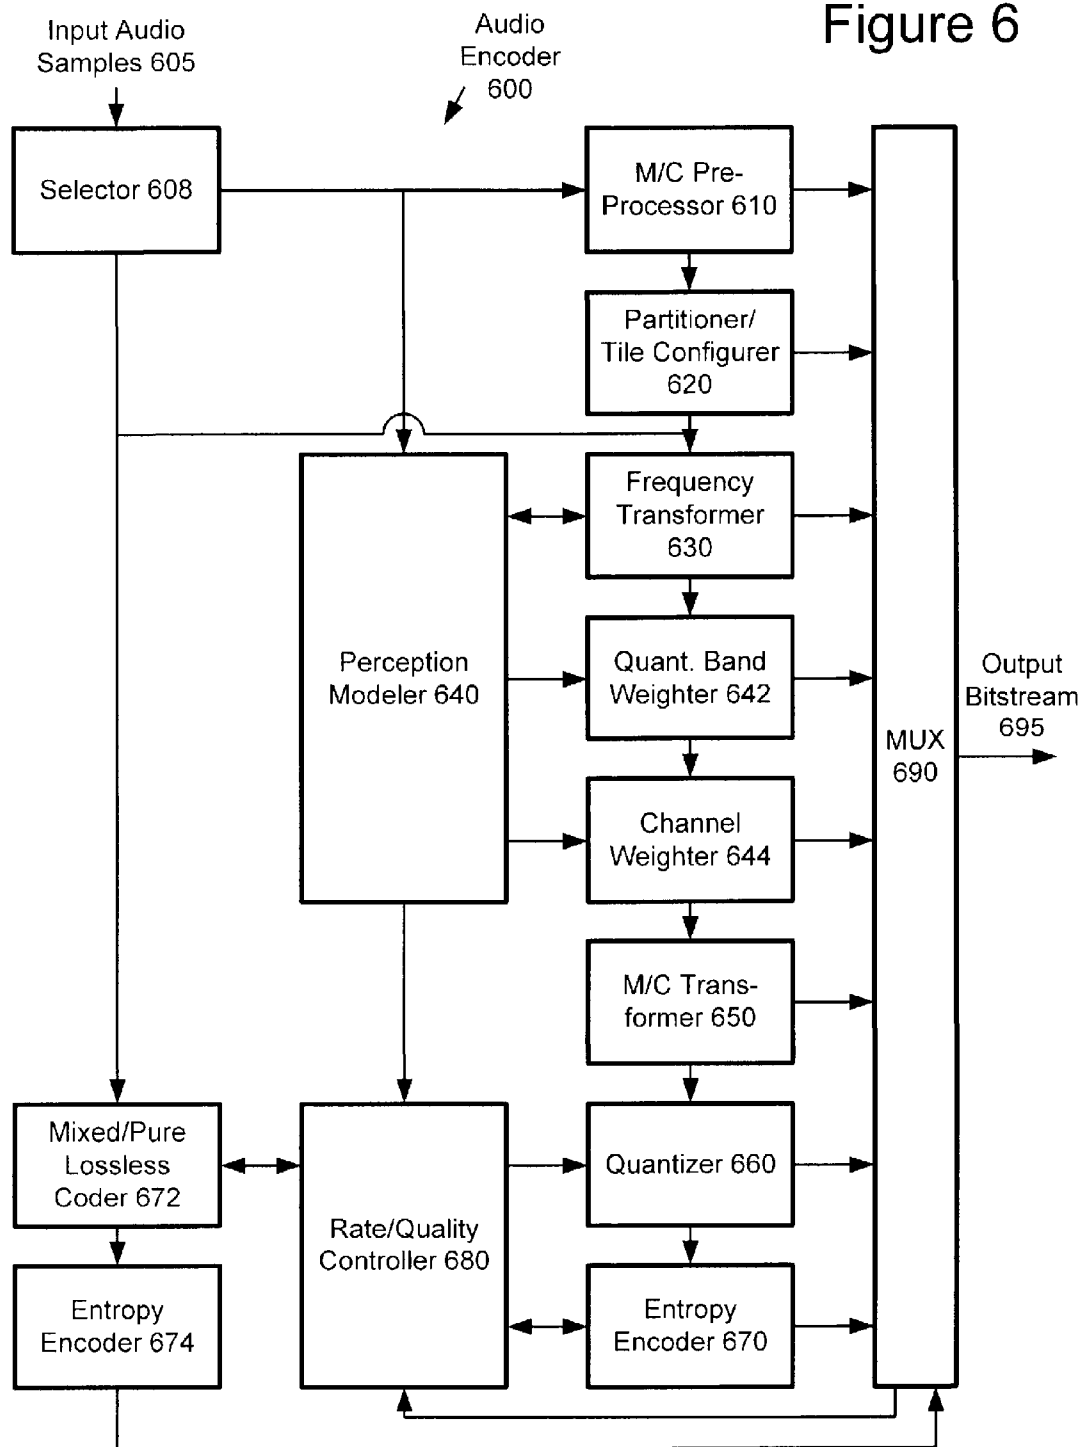 Figure 6
Input Audio
Samples 605
Audio
Encoder
600
Selector 608
M/C Pre-
Processor 610
Partitioner/
Tile Configurer
620
Frequency
Transformer
630
Perception
Modeler 640
Quant. Band
Weighter 642
Output
Bitstream
695
MUX
690
Channel
Weighter 644
M/C Trans-
former 650
Mixed/Pure
Lossless
Coder 672
Quantizer 660
Rate/Quality
Controller 680
Entropy
Encoder 674
Entropy
Encoder 670